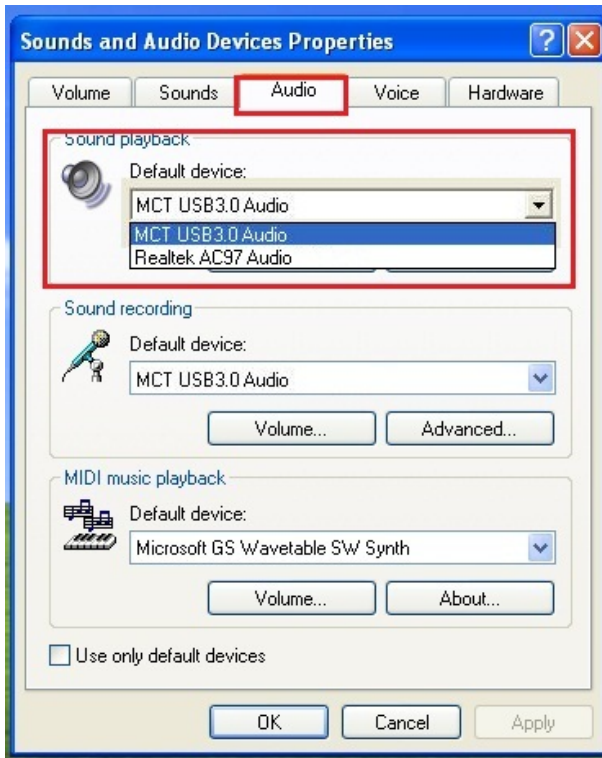 Sounds and Audio Devices Properties
Volume Sounds Audio Voice Hardware
Sound playback
Default device:
MCT USB3.0 Audio
MCT USB3.0 Audio
Realtek AC97 Audio
Sound recording
Default device:
MCT USB3.0 Audio
Volume... Advanced...
MIDI music playback
Default device:
Microsoft GS Wavetable SW Synth
Volume... About...
Use only default devices
OK Cancel Apply